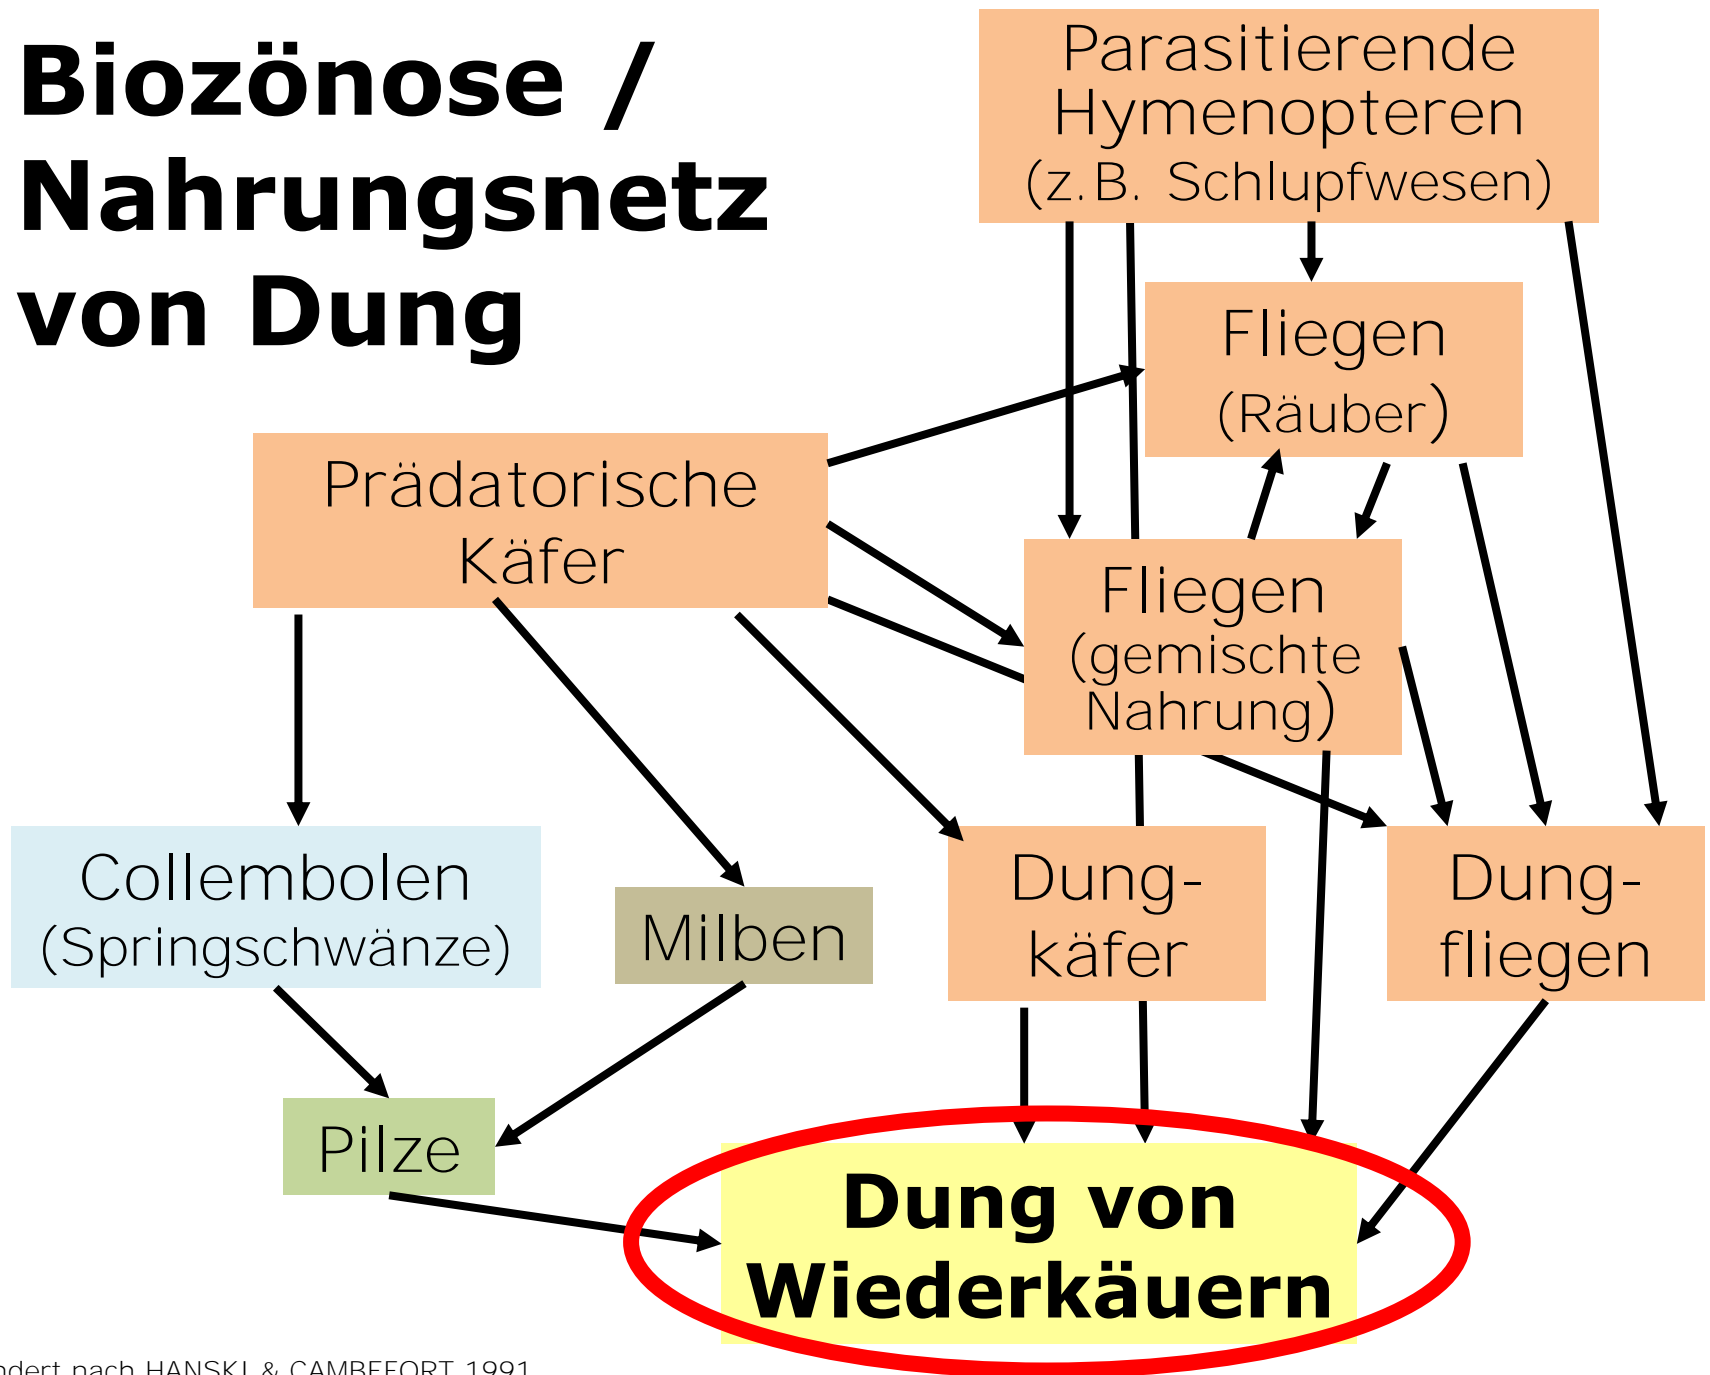 Biozönose /
Nahrungsnetz
von Dung
Parasitierende
Hymenopteren
(z.B. Schlupfwesen)
Fliegen
(Räuber)
Prädatorische
Käfer
Fliegen
(gemischte
Nahrung)
Collembolen
(Springschwänze)
Milben
Dung-
käfer
Dung-
fliegen
Pilze
Dung von
Wiederkäuern
nach HANSKI & CAMBEFORT 1991